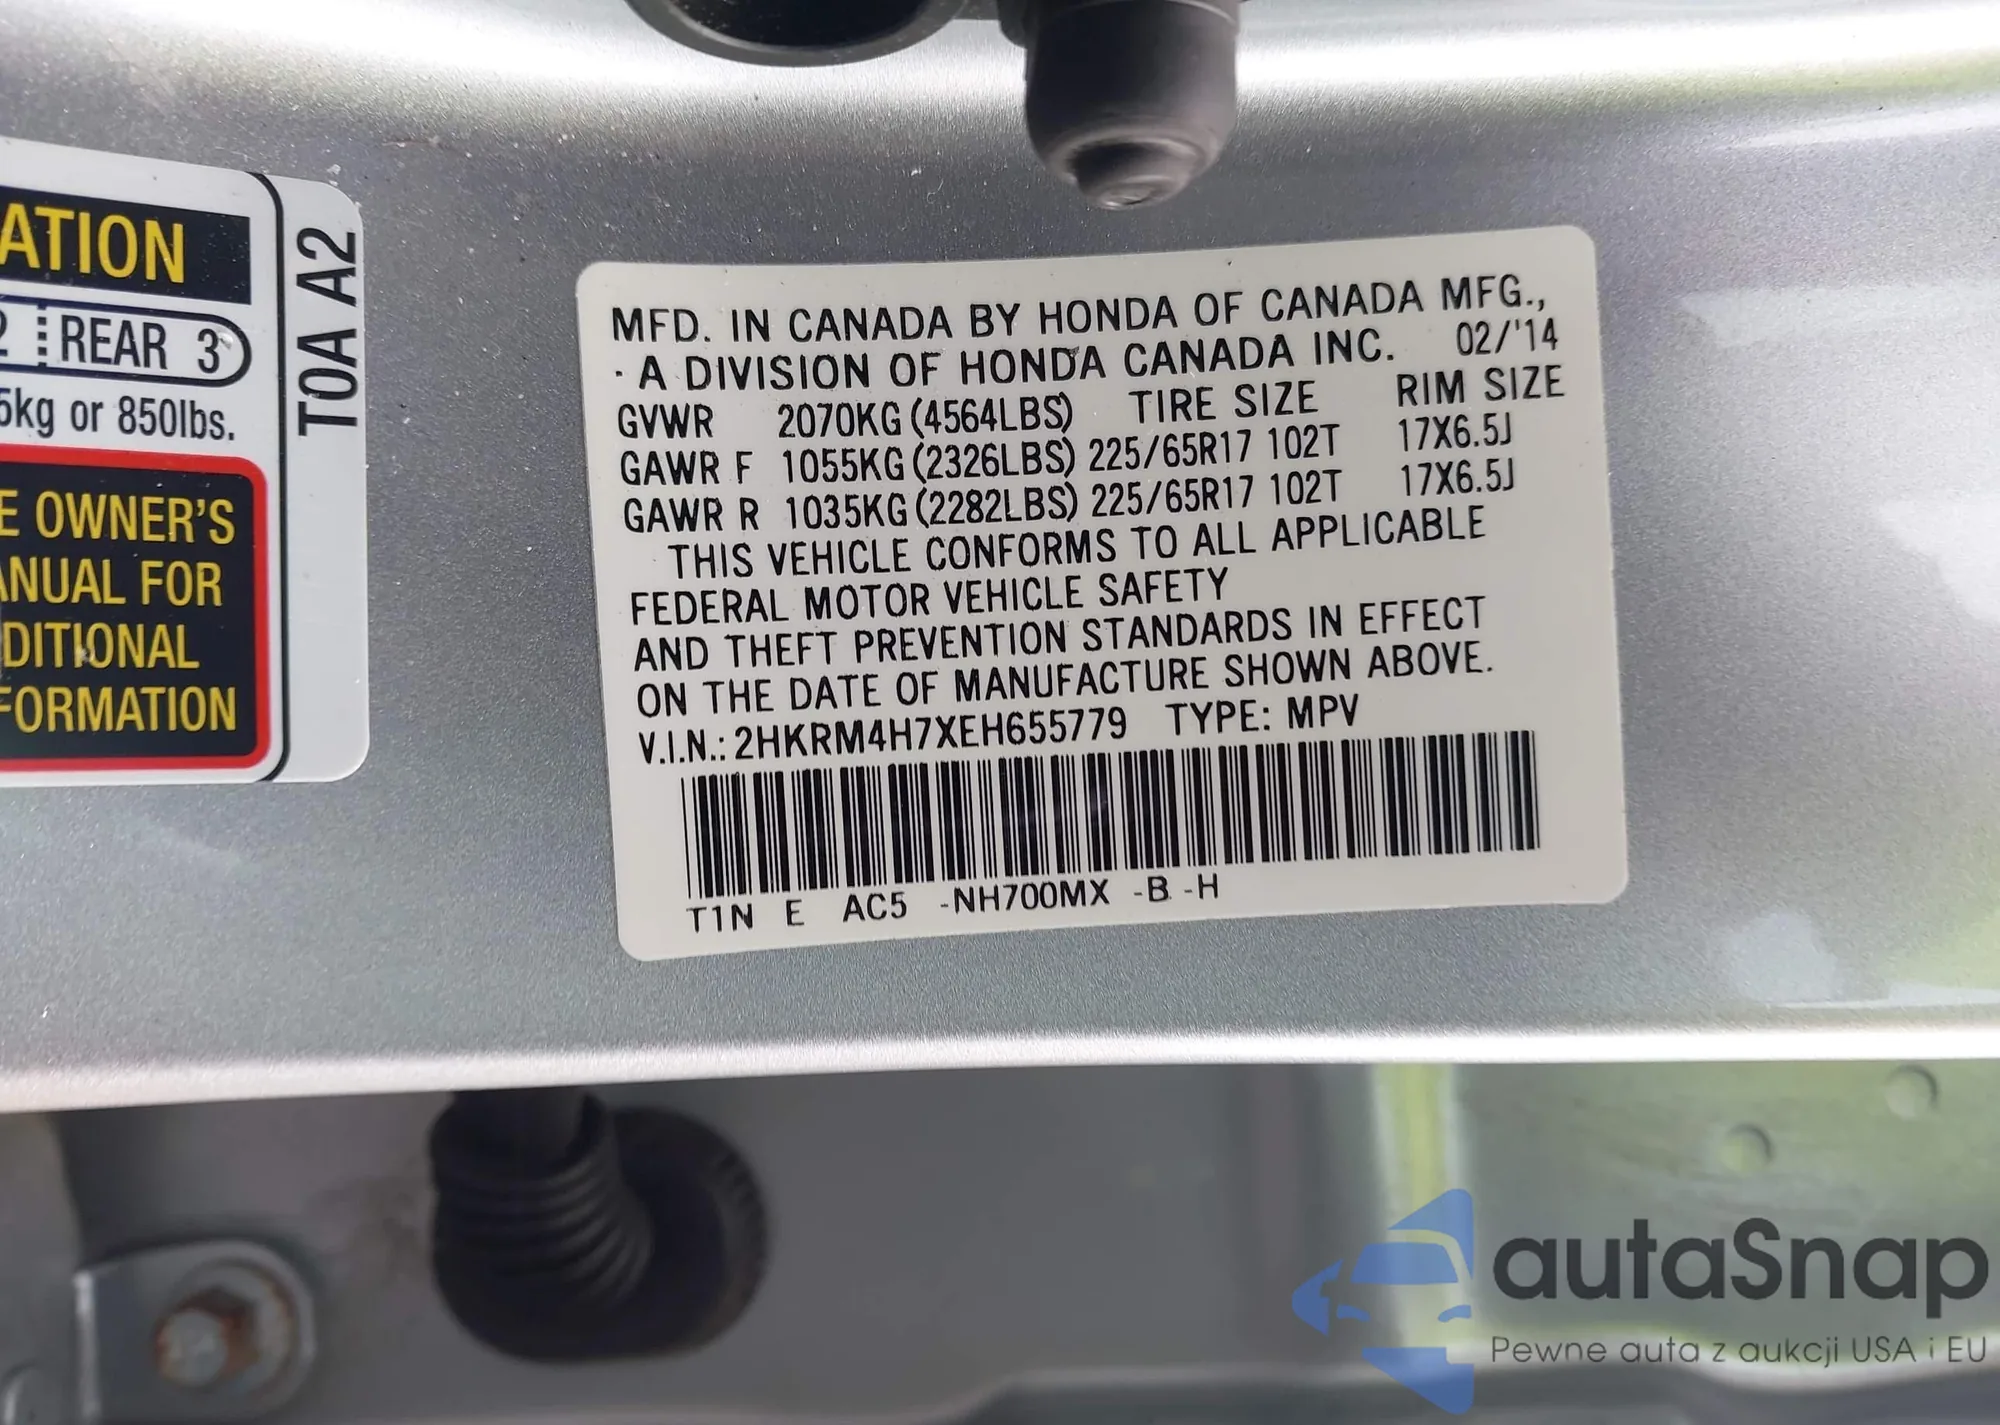 ATION
2 REAR 3
5kg or 850lbs.
E OWNER'S
ANUAL FOR
DITIONAL
FORMATION
T0A A2
MFD. IN CANADA BY HONDA OF CANADA MFG.,
A DIVISION OF HONDA CANADA INC. 02/'14
GVWR 2070KG (4564LBS) TIRE SIZE RIM SIZE
GAWR F 1055KG (2326LBS) 225/65R17 102T 17X6.5J
GAWR R 1035KG (2282LBS) 225/65R17 102T 17X6.5J
THIS VEHICLE CONFORMS TO ALL APPLICABLE
FEDERAL MOTOR VEHICLE SAFETY
AND THEFT PREVENTION STANDARDS IN EFFECT
ON THE DATE OF MANUFACTURE SHOWN ABOVE.
V.I.N.: 2HKRM4H7XEH655779 TYPE: MPV
T1N E AC5 -NH700MX -B -H
autaSnap
Pewne auta z aukcji USA i EU